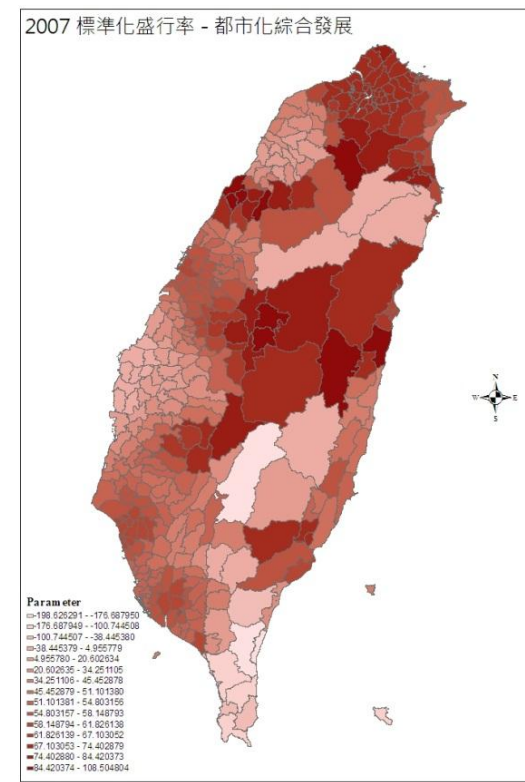 2007 標準化盛行率 - 都市化綜合發展
N
W E
S
Parameter
-198.626291 - -176.687950
-176.687949 - -100.744508
-100.744507 - -38.445380
-38.445379 - 4.955779
4.955780 - 20.602634
20.602635 - 34.251105
34.251106 - 45.452878
45.452879 - 51.101380
51.101381 - 54.803156
54.803157 - 58.148793
58.148794 - 61.826138
61.826139 - 67.103052
67.103053 - 74.402879
74.402880 - 84.420373
84.420374 - 108.504804